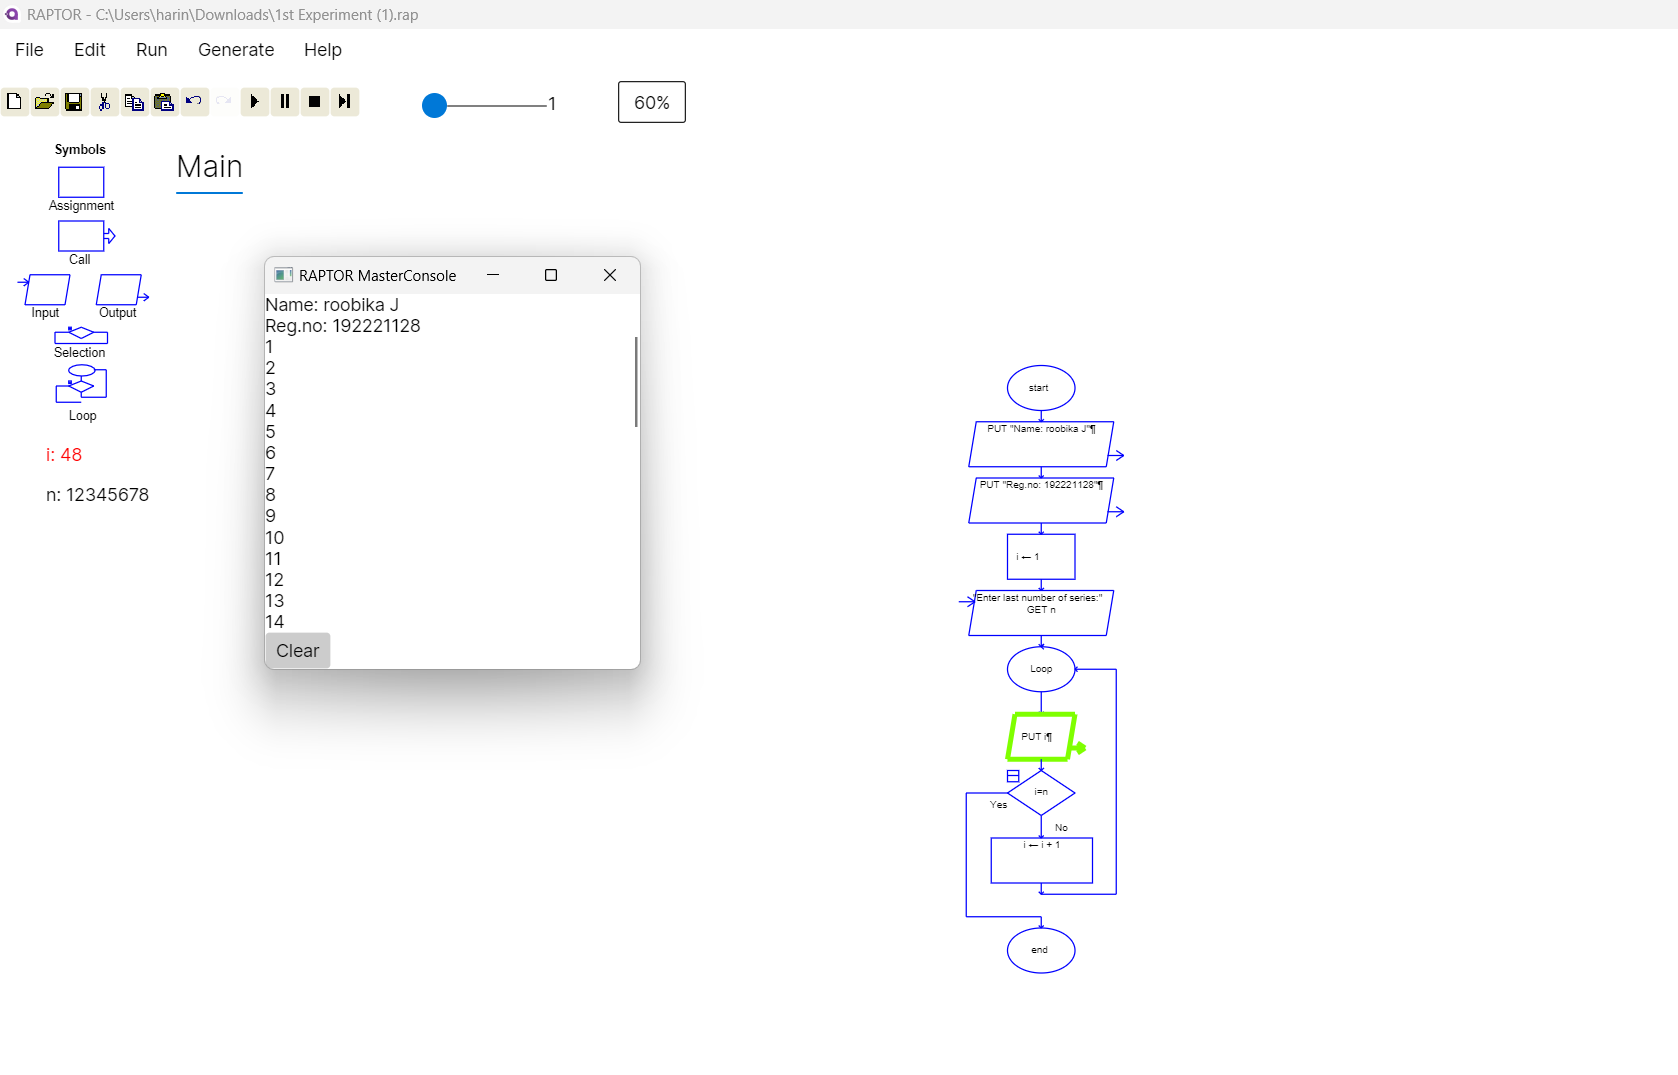 RAPTOR - C:\Users\harin\Downloads\1st Experiment (1).rap
File Edit Run Generate Help
1
60%
Symbols
Assignment
Call
Input Output
Selection
Loop
i: 48
n: 12345678
Main
RAPTOR MasterConsole
Name: roobika J
Reg.no: 192221128
1
2
3
4
5
6
7
8
9
10
11
12
13
14
Clear
start
PUT "Name: roobika J"¶
PUT "Reg.no: 192221128"¶
i ← 1
"Enter last number of series:"
GET n
Loop
PUT i¶
i=n
Yes
No
i ← i + 1
end